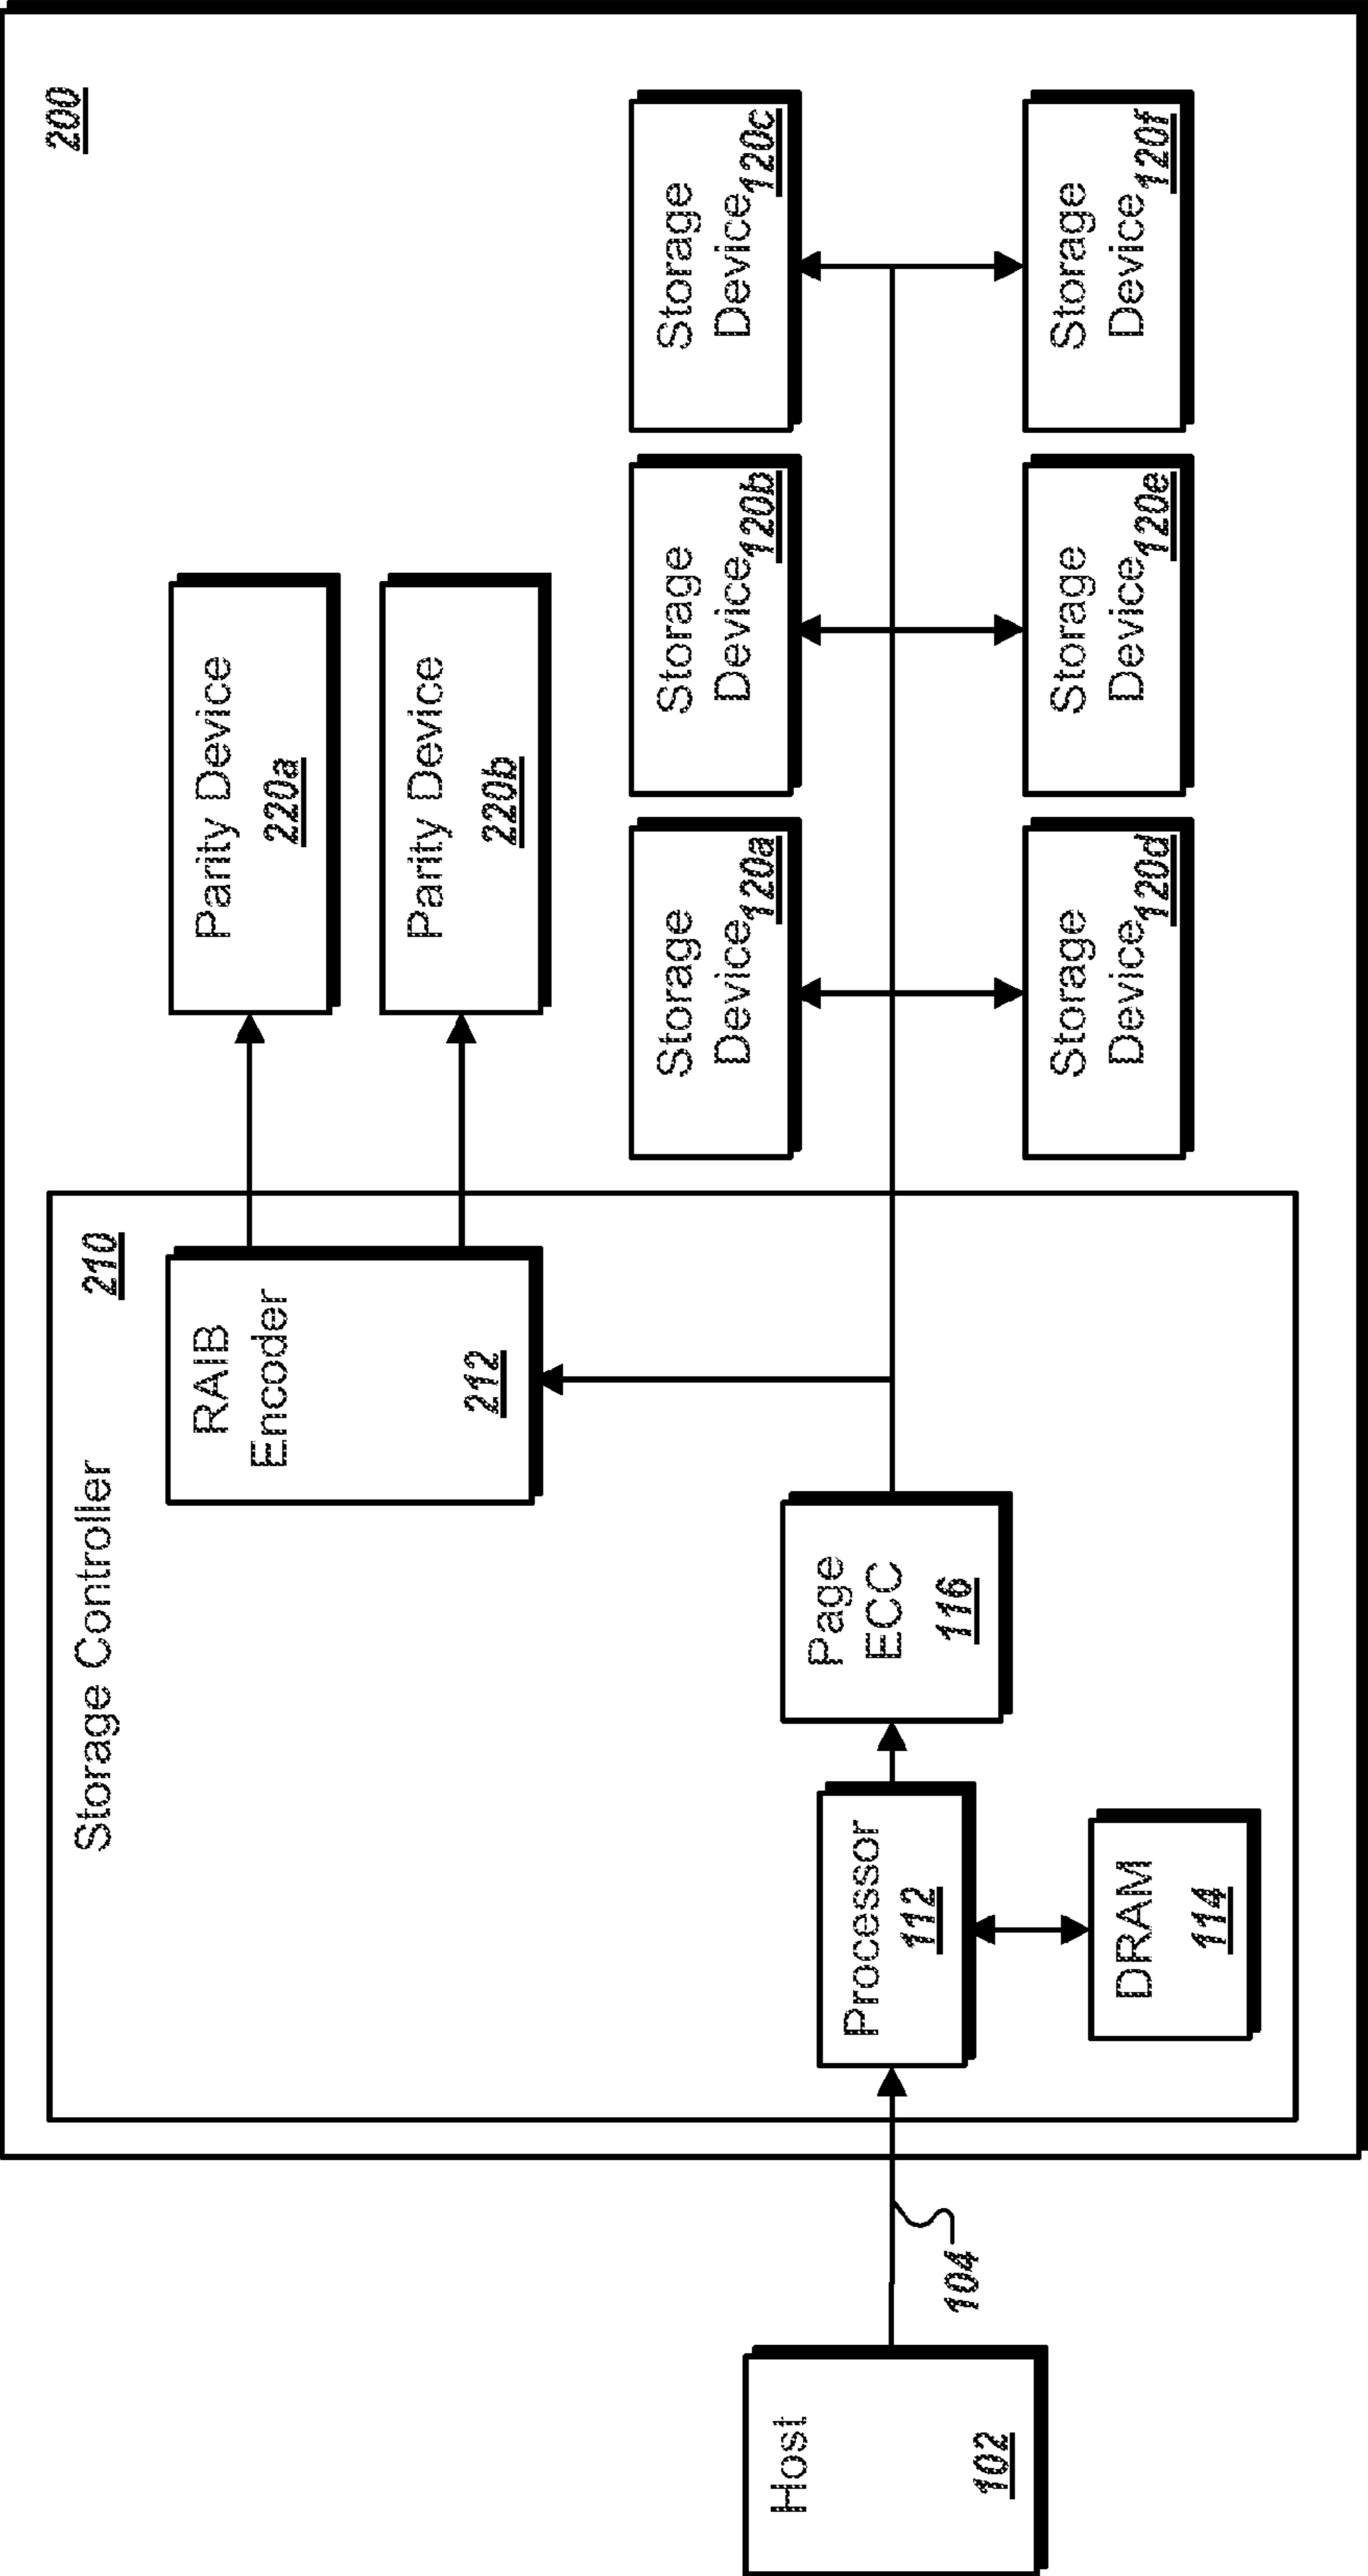 200
Storage Controller
210
RAIB
Encoder
212
Parity Device
220a
Parity Device
220b
Host
102
104
Processor
112
DRAM
114
Page
ECC
116
Storage
Device
120a
Storage
Device
120b
Storage
Device
120c
Storage
Device
120d
Storage
Device
120e
Storage
Device
120f